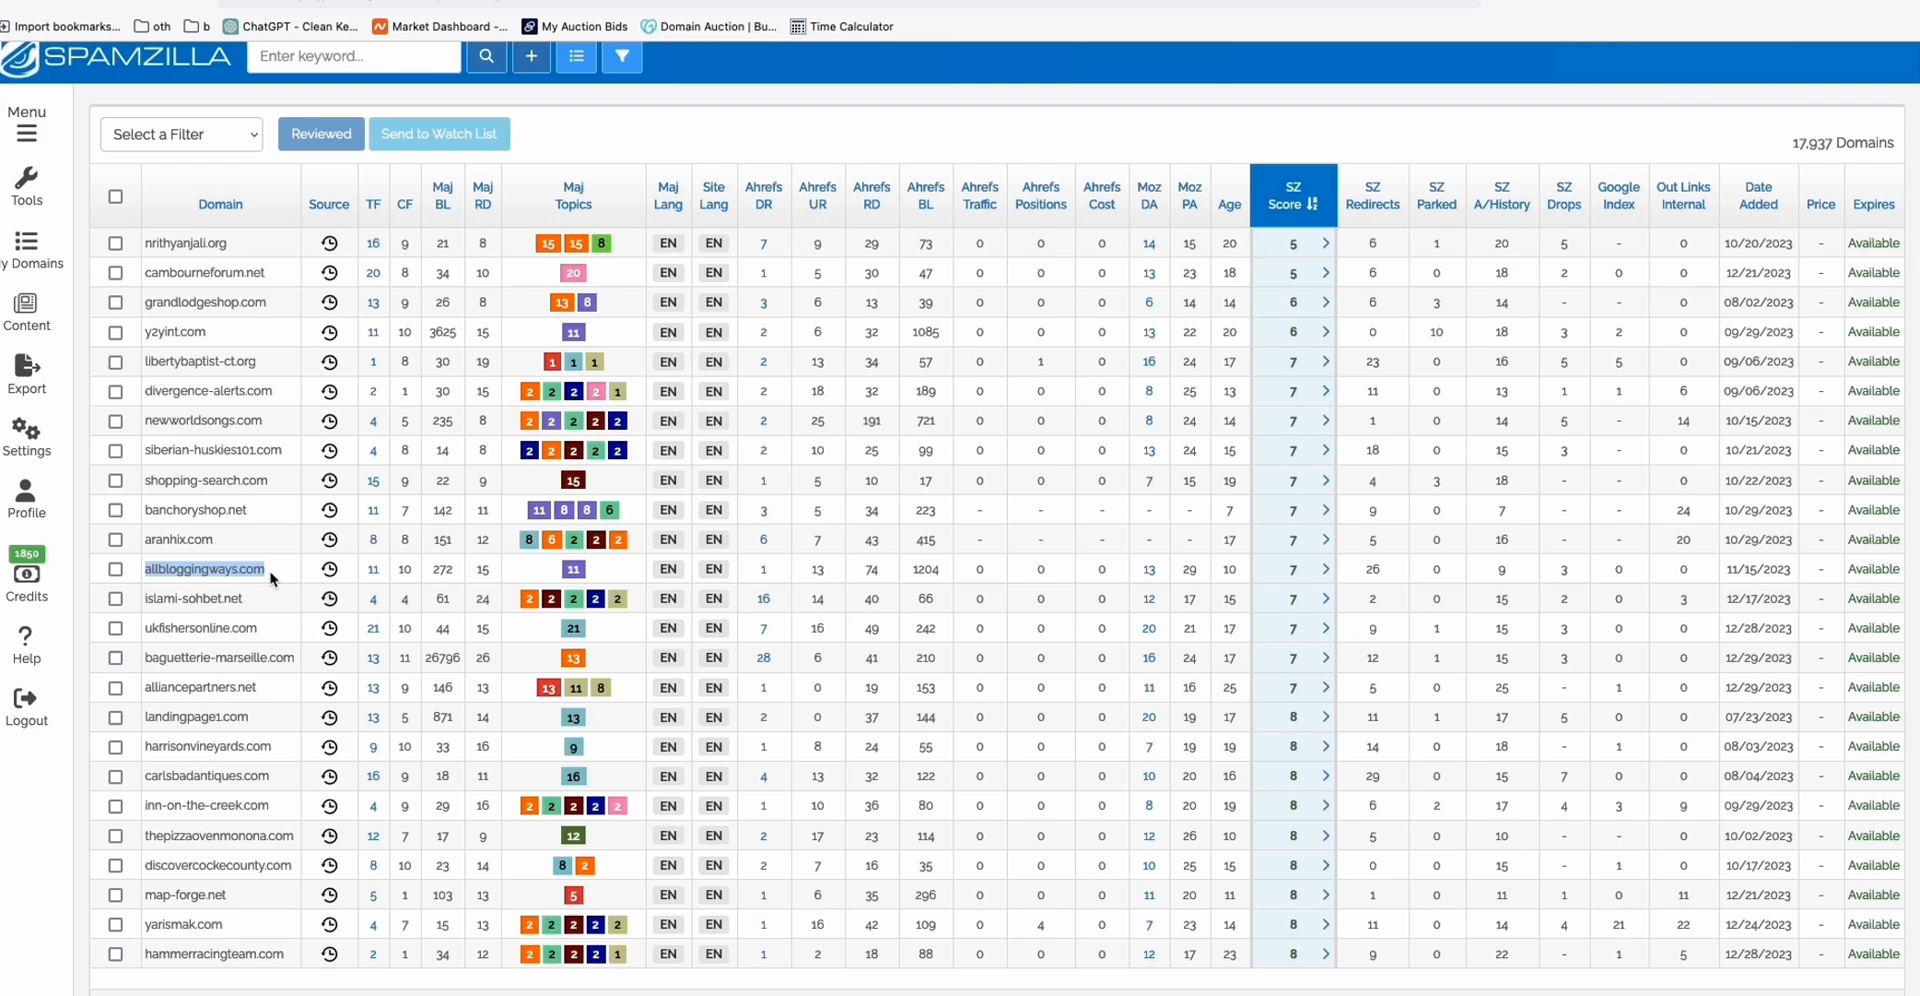 Import bookmarks... oth b ChatGPT - Clean Ke... Market Dashboard -... My Auction Bids Domain Auction | Bu... Time Calculator
SPAMZILLA Enter keyword...
Menu
Select a Filter Reviewed Send to Watch List
17,937 Domains
Domain Source TF CF Maj BL Maj RD Maj Topics Maj Lang Site Lang Ahrefs DR Ahrefs UR Ahrefs RD Ahrefs BL Ahrefs Traffic Ahrefs Positions Ahrefs Cost Moz DA Moz PA Age SZ Score SZ Redirects SZ Parked SZ A/History SZ Drops Google Index Out Links Internal Date Added Price Expires
nrithyanjali.org 16 9 21 8 15 15 8 EN EN 7 9 29 73 0 0 0 14 15 20 5 6 1 20 5 - 0 10/20/2023 - Available
cambourneforum.net 20 8 34 10 20 EN EN 1 5 30 47 0 0 0 13 23 18 5 6 0 18 2 0 0 12/21/2023 - Available
grandlodgeshop.com 13 9 26 8 13 8 EN EN 3 6 13 39 0 0 0 6 14 14 6 6 3 14 - - 0 08/02/2023 - Available
y2yint.com 11 10 3625 15 11 EN EN 2 6 32 1085 0 0 0 13 22 20 6 0 10 18 3 2 0 09/29/2023 - Available
libertybaptist-ct.org 1 8 30 19 1 1 1 EN EN 2 13 34 57 0 1 0 16 24 17 7 23 0 16 5 5 0 09/06/2023 - Available
divergence-alerts.com 2 1 30 15 2 2 2 2 1 EN EN 2 18 32 189 0 0 0 8 25 13 7 11 0 13 1 1 6 09/06/2023 - Available
newworldsongs.com 4 5 235 8 2 2 2 2 2 EN EN 2 25 191 721 0 0 0 8 24 14 7 1 0 14 5 - 14 10/15/2023 - Available
siberian-huskies101.com 4 8 14 8 2 2 2 2 2 EN EN 2 10 25 99 0 0 0 13 24 15 7 18 0 15 3 - 0 10/21/2023 - Available
shopping-search.com 15 9 22 9 15 EN EN 1 5 10 17 0 0 0 7 15 19 7 4 3 18 - - 0 10/22/2023 - Available
banchoryshop.net 11 7 142 11 11 8 8 6 EN EN 3 5 34 223 - - - - - 7 7 9 0 7 - - 24 10/29/2023 - Available
aranhix.com 8 8 151 12 8 6 2 2 2 EN EN 6 7 43 415 - - - - - 17 7 5 0 16 - - 20 10/29/2023 - Available
allbloggingways.com 11 10 272 15 11 EN EN 1 13 74 1204 0 0 0 13 29 10 7 26 0 9 3 0 0 11/15/2023 - Available
islami-sohbet.net 4 4 61 24 2 2 2 2 2 EN EN 16 14 40 66 0 0 0 12 17 15 7 2 0 15 2 0 3 12/17/2023 - Available
ukfishersonline.com 21 10 44 15 21 EN EN 7 16 49 242 0 0 0 20 21 17 7 9 1 15 3 0 0 12/28/2023 - Available
baguetterie-marseille.com 13 11 26796 26 13 EN EN 28 6 41 210 0 0 0 16 24 17 7 12 1 15 3 0 0 12/29/2023 - Available
alliancepartners.net 13 9 146 13 13 11 8 EN EN 1 0 19 153 0 0 0 11 16 25 7 5 0 25 - 1 0 12/29/2023 - Available
landingpage1.com 13 5 871 14 13 EN EN 2 0 37 144 0 0 0 20 19 17 8 11 1 17 5 0 0 07/23/2023 - Available
harrisonvineyards.com 9 10 33 16 9 EN EN 1 8 24 55 0 0 0 7 19 19 8 14 0 18 - 1 0 08/03/2023 - Available
carlsbadantiques.com 16 9 18 11 16 EN EN 4 13 32 122 0 0 0 10 20 16 8 29 0 15 7 0 0 08/04/2023 - Available
inn-on-the-creek.com 4 9 29 16 2 2 2 2 2 EN EN 1 10 36 80 0 0 0 8 20 19 8 6 2 17 4 3 9 09/29/2023 - Available
thepizzaovenmonona.com 12 7 17 9 12 EN EN 2 17 23 114 0 0 0 12 26 10 8 5 0 10 - - 0 10/02/2023 - Available
discovercockecounty.com 8 10 23 14 8 2 EN EN 2 7 16 35 0 0 0 10 25 15 8 0 0 15 - 1 0 10/17/2023 - Available
map-forge.net 5 1 103 13 5 EN EN 1 6 35 296 0 0 0 11 20 11 8 1 0 11 1 0 11 12/21/2023 - Available
yarismak.com 4 7 15 13 2 2 2 2 2 EN EN 1 16 42 109 0 4 0 7 23 14 8 11 0 14 4 21 22 12/24/2023 - Available
hammerracingteam.com 2 1 34 12 2 2 2 2 1 EN EN 1 2 18 88 0 0 0 12 17 23 8 9 0 22 - 1 5 12/28/2023 - Available
Tools
y Domains
Content
Export
Settings
Profile
1850
Credits
Help
Logout